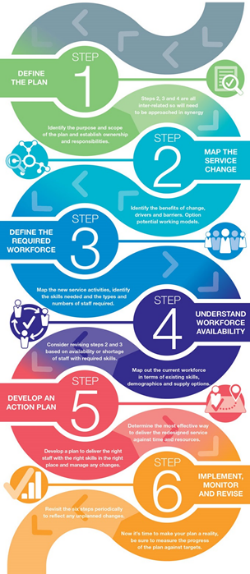 STEP
1
DEFINE
THE PLAN
Steps 2, 3 and 4 are all
inter-related so will need
to be approached in synergy
Identify the purpose and scope
of the plan and establish ownership
and responsibilities.
STEP
2
MAP THE
SERVICE
CHANGE
Identify the benefits of change,
drivers and barriers. Option
potential working models.
STEP
3
DEFINE THE
REQUIRED
WORKFORCE
Map the new service activities, identify
the skills needed and the types and
numbers of staff required.
STEP
4
UNDERSTAND
WORKFORCE
AVAILABILITY
Consider revising steps 2 and 3
based on availability or shortage
of staff with required skills.
Map out the current workforce
in terms of existing skills,
demographics and supply options
STEP
5
DEVELOP AN
ACTION PLAN
Determine the most effective way
to deliver the redesigned service
against time and resources.
Develop a plan to deliver the right
staff with the right skills in the right
place and manage any changes.
STEP
6
IMPLEMENT,
MONITOR
AND REVISE
Revisit the six steps periodically
to reflect any unplanned changes.
Now it's time to make your plan a reality,
be sure to measure the progress
of the plan against targets.